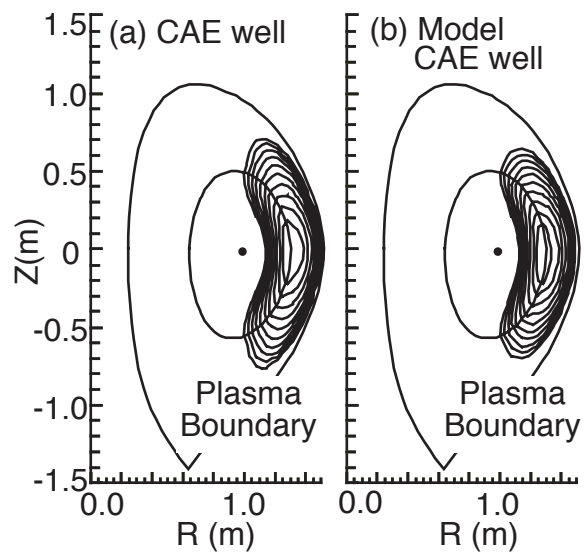 (a) CAE well
(b) Model
CAE well
1.5
1.0
0.5
0
-0.5
-1.0
-1.5
Z(m)
Plasma
Boundary
Plasma
Boundary
0.0
1.0
0.0
1.0
R (m)
R (m)